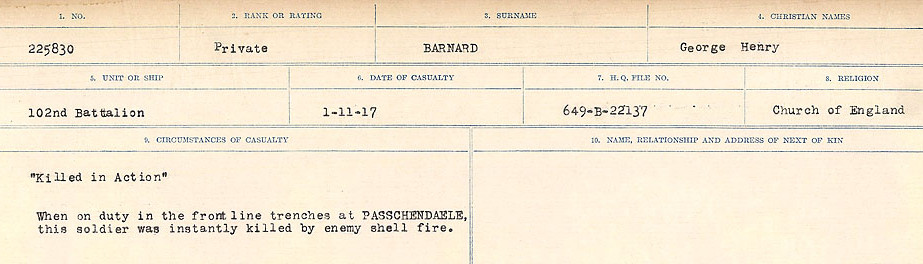 1. NO. 2. RANK OR RATING 3. SURNAME 4. CHRISTIAN NAMES
225830 Private BARNARD George Henry
5. UNIT OR SHIP 6. DATE OF CASUALTY 7. H.Q. FILE NO. 8. RELIGION
102nd Battalion 1-11-17 649-B-22137 Church of England
9. CIRCUMSTANCES OF CASUALTY 10. NAME, RELATIONSHIP AND ADDRESS OF NEXT OF KIN
"Killed in Action"
When on duty in the front line trenches at PASSCHENDAELE,
this soldier was instantly killed by enemy shell fire.